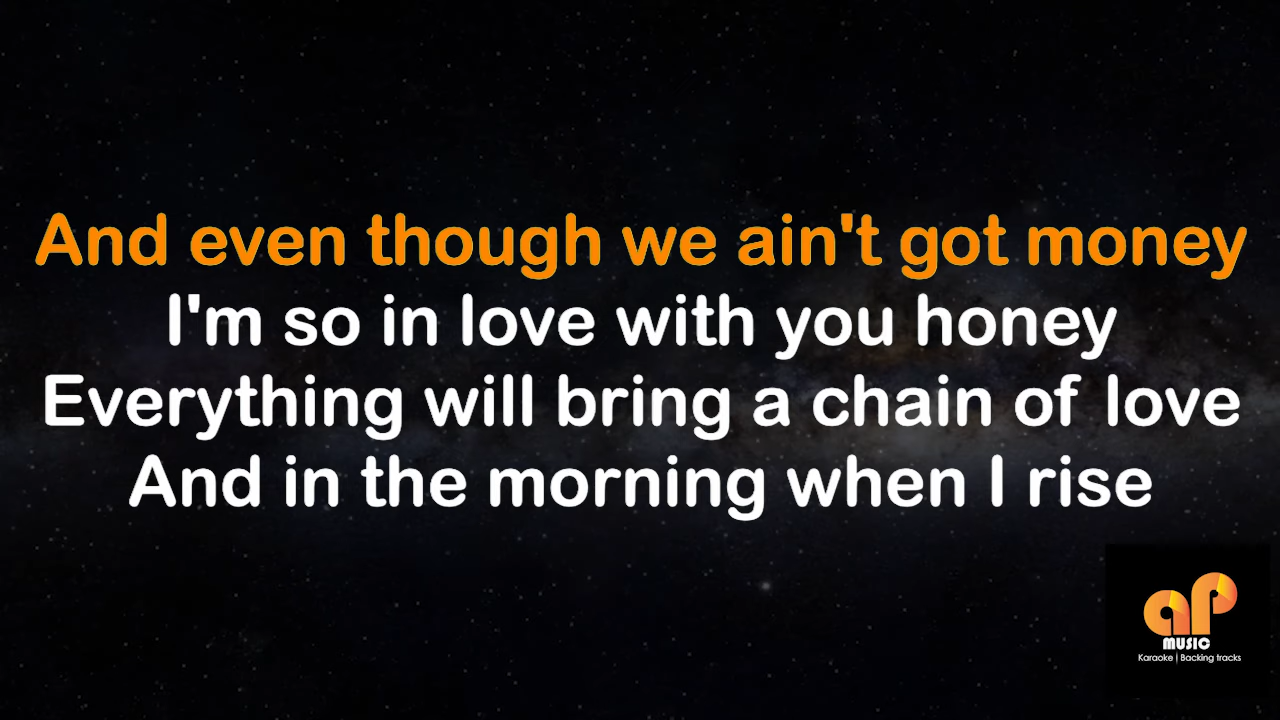 And even though we ain't got money
I'm so in love with you honey
Everything will bring a chain of love
And in the morning when I rise
aP
MUSIC
Karaoke | Backing tracks